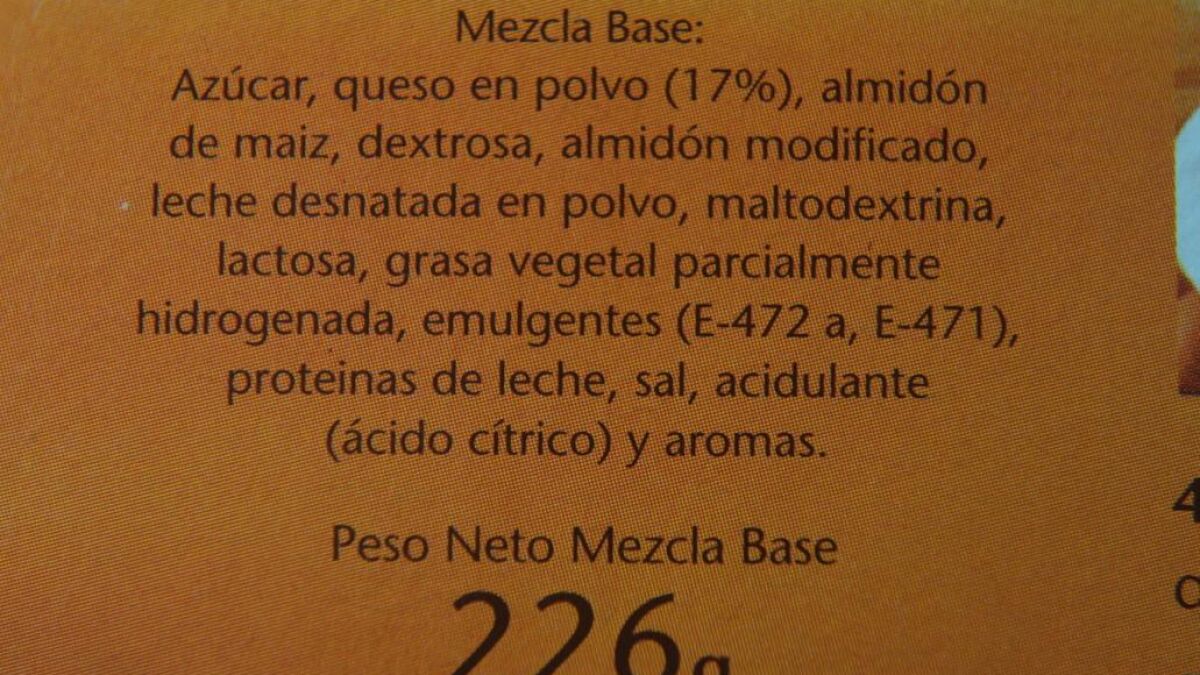 Mezcla Base:
Azúcar, queso en polvo (17%), almidón
de maiz, dextrosa, almidón modificado,
leche desnatada en polvo, maltodextrina,
lactosa, grasa vegetal parcialmente
hidrogenada, emulgentes (E-472 a, E-471),
proteinas de leche, sal, acidulante
(ácido cítrico) y aromas.
Peso Neto Mezcla Base
226g